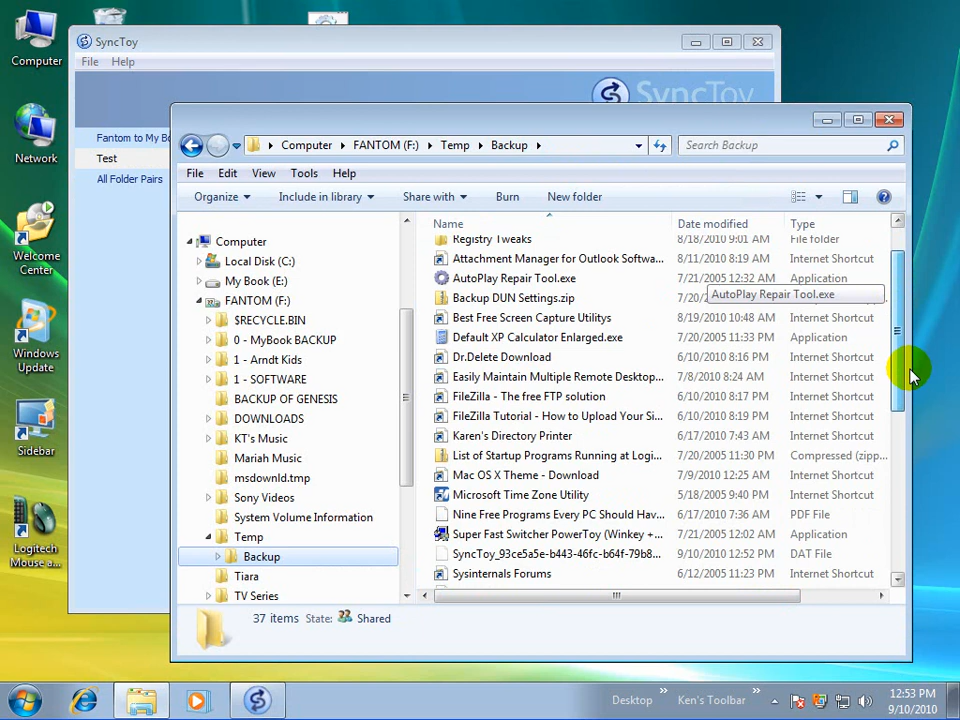 Computer
Network
Welcome Center
Windows Update
Sidebar
Logitech Mouse a...
SyncToy
File Help
SyncToy
Fantom to My Bo
Test
All Folder Pairs
Computer FANTOM (F:) Temp Backup
Search Backup
File Edit View Tools Help
Organize Include in library Share with Burn New folder
Computer
Local Disk (C:)
My Book (E:)
FANTOM (F:)
$RECYCLE.BIN
0 - MyBook BACKUP
1 - Arndt Kids
1 - SOFTWARE
BACKUP OF GENESIS
DOWNLOADS
KT's Music
Mariah Music
msdownld.tmp
Sony Videos
System Volume Information
Temp
Backup
Tiara
TV Series
Name Date modified Type
Registry Tweaks 8/18/2010 9:01 AM File folder
Attachment Manager for Outlook Softwa... 8/11/2010 8:19 AM Internet Shortcut
AutoPlay Repair Tool.exe 7/21/2005 12:32 AM Application
Backup DUN Settings.zip 7/20
AutoPlay Repair Tool.exe
Best Free Screen Capture Utilitys 8/19/2010 10:48 AM Internet Shortcut
Default XP Calculator Enlarged.exe 7/20/2005 11:33 PM Application
Dr.Delete Download 6/10/2010 8:16 PM Internet Shortcut
Easily Maintain Multiple Remote Desktop... 7/8/2010 8:24 AM Internet Shortcut
FileZilla - The free FTP solution 6/10/2010 8:17 PM Internet Shortcut
FileZilla Tutorial - How to Upload Your Si... 6/10/2010 8:19 PM Internet Shortcut
Karen's Directory Printer 6/17/2010 7:43 AM Internet Shortcut
List of Startup Programs Running at Logi... 7/20/2005 11:30 PM Compressed (zipp...
Mac OS X Theme - Download 7/9/2010 12:25 AM Internet Shortcut
Microsoft Time Zone Utility 5/18/2005 9:40 PM Internet Shortcut
Nine Free Programs Every PC Should Hav... 6/17/2010 7:36 AM PDF File
Super Fast Switcher PowerToy (Winkey +... 7/21/2005 12:02 AM Application
SyncToy_93ce5a5e-b443-46fc-b64f-79b8... 9/10/2010 12:52 PM DAT File
Sysinternals Forums 6/12/2005 11:23 PM Internet Shortcut
37 items State: Shared
Desktop » Ken's Toolbar »
12:53 PM
9/10/2010